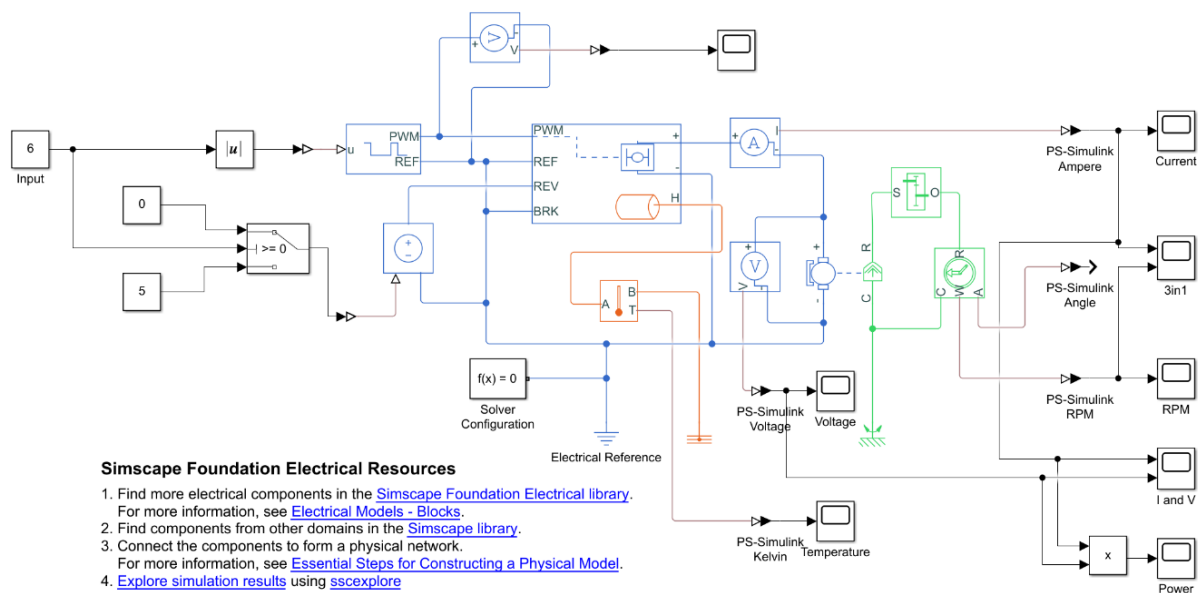 +
V
-
V
6
Input
|u|
u
PWM
REF
PWM
REF
REV
BRK
+
-
H
+
A
I
-
PS-Simulink
Ampere
Current
0
>= 0
5
+
-
A
B
T
+
V
-
V
+
-
R
C
S
O
R
C
W
A
PS-Simulink
Angle
3in1
f(x) = 0
Solver
Configuration
Electrical Reference
PS-Simulink
Voltage
Voltage
PS-Simulink
RPM
RPM
I and V
PS-Simulink
Kelvin
Temperature
x
Power
Simscape Foundation Electrical Resources
1. Find more electrical components in the Simscape Foundation Electrical library.
For more information, see Electrical Models - Blocks.
2. Find components from other domains in the Simscape library.
3. Connect the components to form a physical network.
For more information, see Essential Steps for Constructing a Physical Model.
4. Explore simulation results using sscexplore